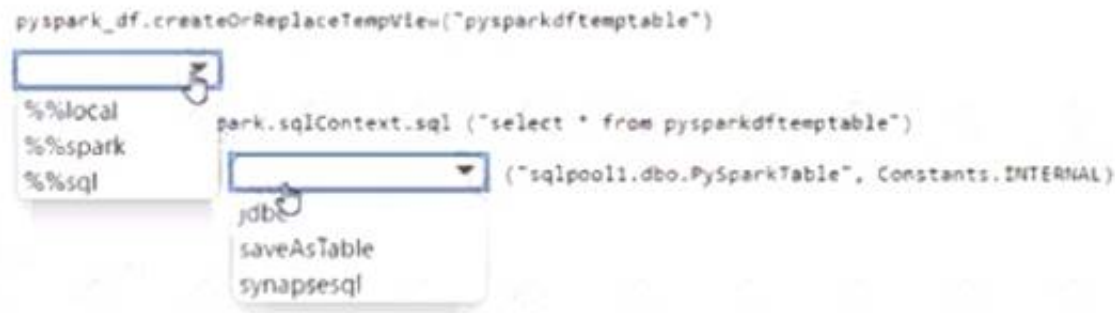 pyspark_df.createOrReplaceTempView("pysparkdftemptable")
%%local
%%spark
%%sql
park.sqlContext.sql ("select * from pysparkdftemptable")
("sqlpool1.dbo.PySparkTable", Constants.INTERNAL)
jdbc
saveAsTable
synapsesql